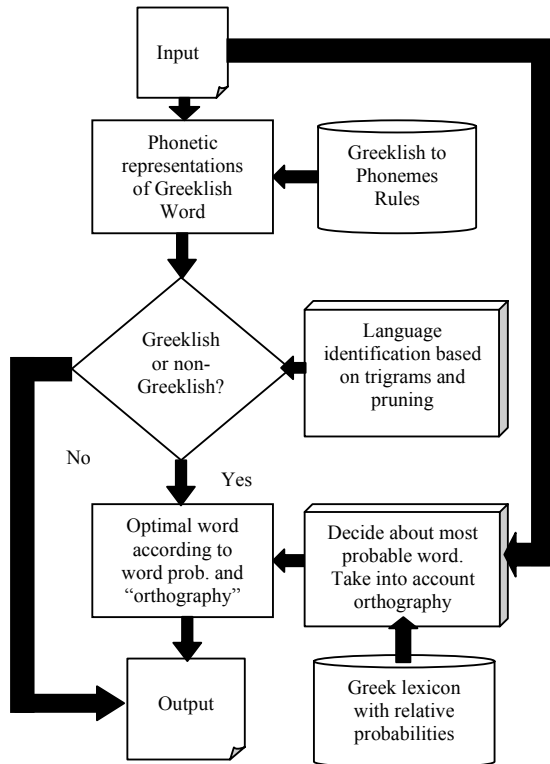 Input
Phonetic
representations
of Greeklish
Word
Greeklish to
Phonemes
Rules
Greeklish
or non-
Greeklish?
Language
identification based
on trigrams and
pruning
No
Yes
Optimal word
according to
word prob. and
“orthography”
Decide about most
probable word.
Take into account
orthography
Output
Greek lexicon
with relative
probabilities